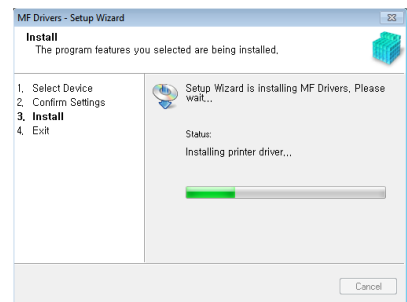 MF Drivers - Setup Wizard
Install
The program features you selected are being installed.
1. Select Device
2. Confirm Settings
3. Install
4. Exit
Setup Wizard is installing MF Drivers, Please
wait...
Status:
Installing printer driver...
Cancel